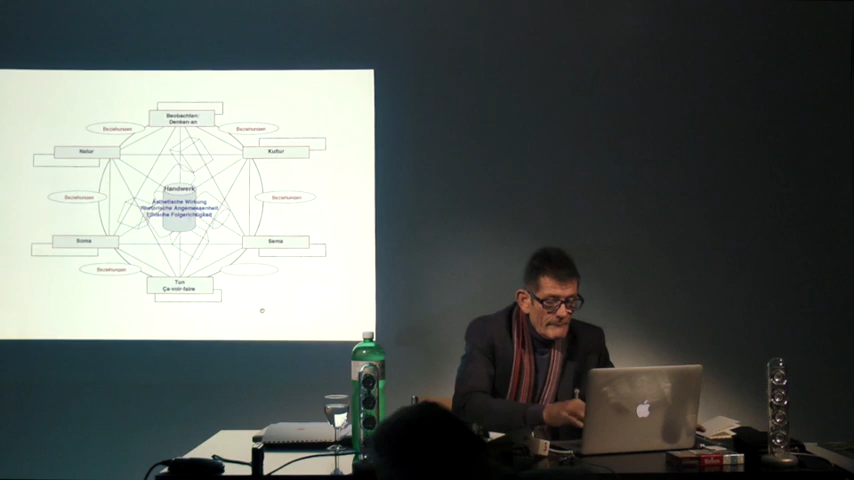 Beobachten:
Denken-an
Beziehungen
Beziehungen
Natur
Kultur
Handwerk
Beziehungen
Ästhetische Wirkung
Rhetorische Angemessenheit
Ethische Folgerichtigkeit
Beziehungen
Soma
Sema
Beziehungen
Tun
Ça-voir-faire